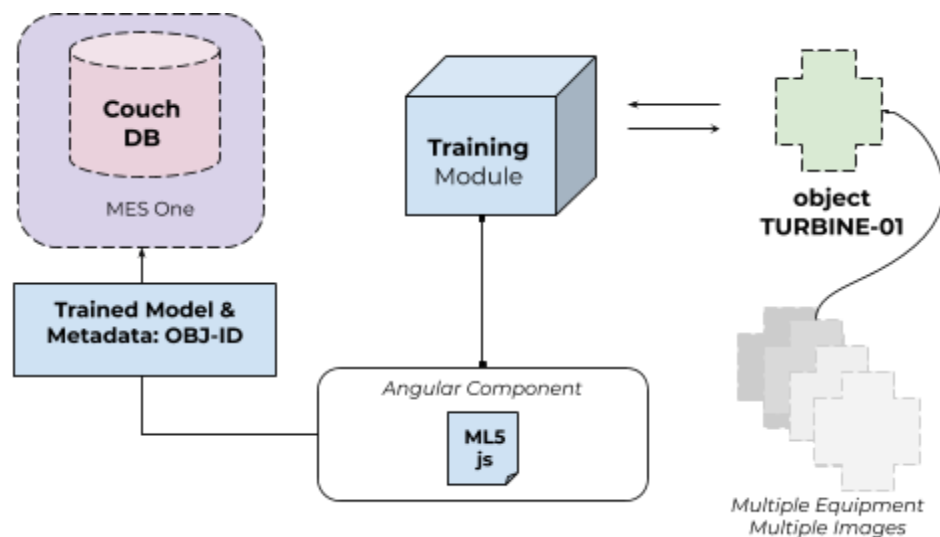 Couch
DB
MES One
Trained Model &
Metadata: OBJ-ID
Training
Module
object
TURBINE-01
Angular Component
ML5
js
Multiple Equipment
Multiple Images